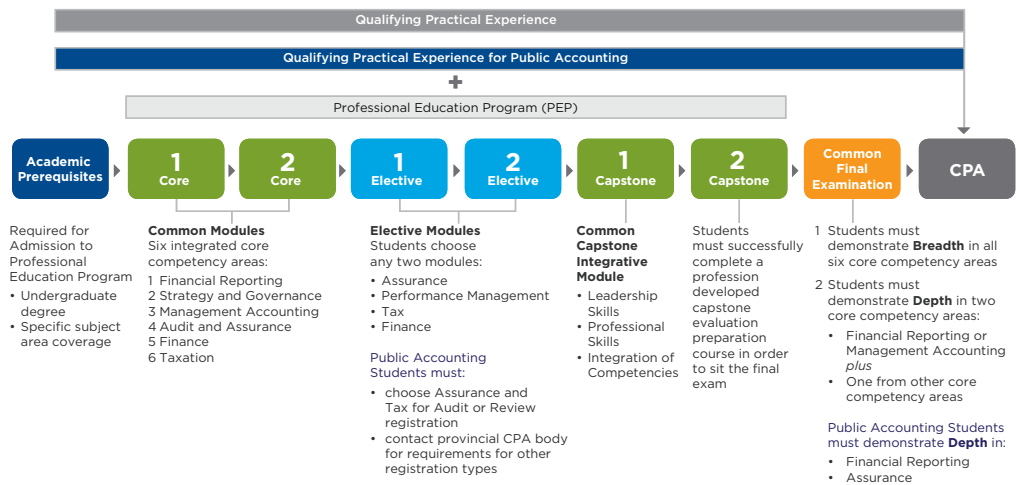 Qualifying Practical Experience
Qualifying Practical Experience for Public Accounting
+
Professional Education Program (PEP)
Academic
Prerequisites
1
Core
2
Core
1
Elective
2
Elective
1
Capstone
2
Capstone
Common
Final
Examination
CPA
Required for
Admission to
Professional
Education Program
• Undergraduate
degree
• Specific subject
area coverage
Common Modules
Six integrated core
competency areas:
1 Financial Reporting
2 Strategy and Governance
3 Management Accounting
4 Audit and Assurance
5 Finance
6 Taxation
Elective Modules
Students choose
any two modules:
• Assurance
• Performance Management
• Tax
• Finance
Public Accounting
Students must:
• choose Assurance and
Tax for Audit or Review
registration
• contact provincial CPA body
for requirements for other
registration types
Common
Capstone
Integrative
Module
• Leadership
Skills
• Professional
Skills
• Integration of
Competencies
Students
must successfully
complete a
profession
developed
capstone
evaluation
preparation
course in order
to sit the final
exam
1 Students must
demonstrate Breadth in all
six core competency areas
2 Students must
demonstrate Depth in two
core competency areas:
• Financial Reporting or
Management Accounting
plus
• One from other core
competency areas
Public Accounting Students
must demonstrate Depth in:
• Financial Reporting
• Assurance